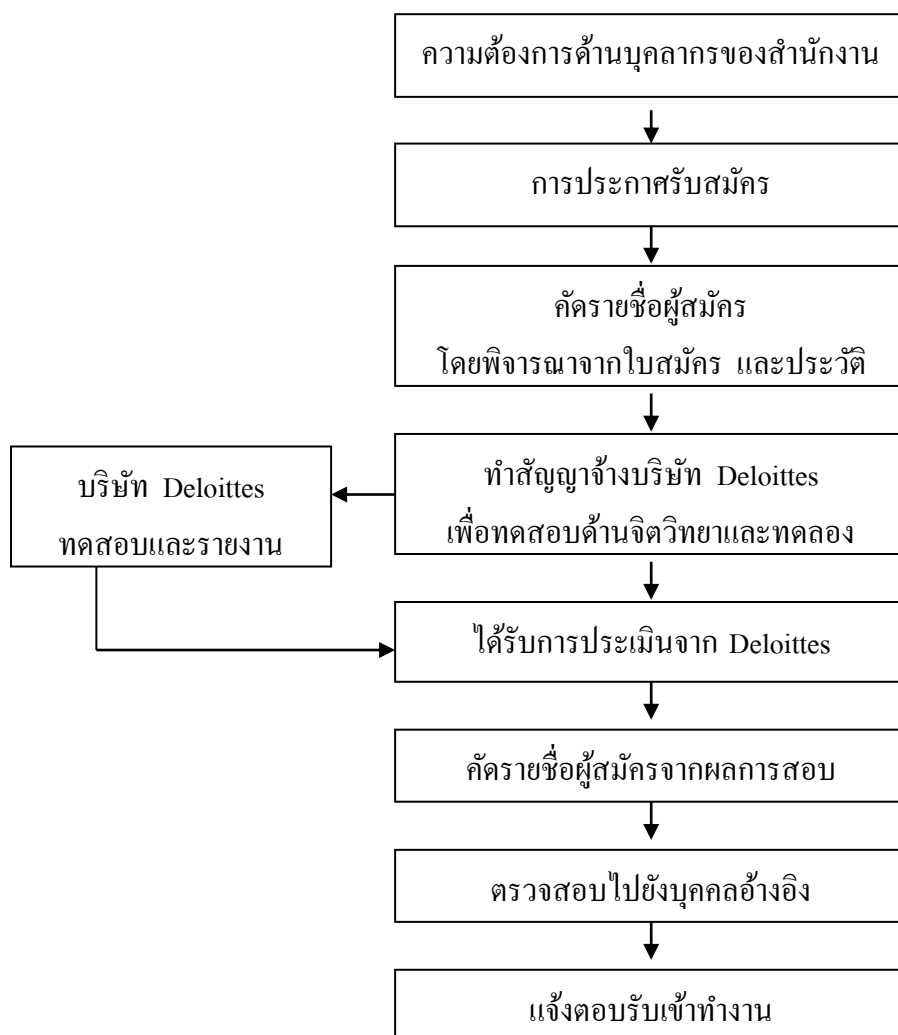 ความต้องการด้านบุคลากรของสำนักงาน
การประกาศรับสมัคร
คัดรายชื่อผู้สมัคร
โดยพิจารณาจากใบสมัคร และประวัติ
ทำสัญญาจ้างบริษัท Deloittes
เพื่อทดสอบด้านจิตวิทยาและทดลอง
บริษัท Deloittes
ทดสอบและรายงาน
ได้รับการประเมินจาก Deloittes
คัดรายชื่อผู้สมัครจากผลการสอบ
ตรวจสอบไปยังบุคคลอ้างอิง
แจ้งตอบรับเข้าทำงาน